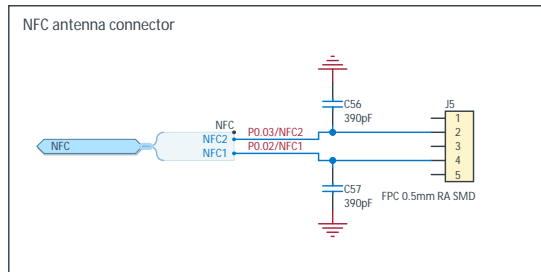 NFC antenna connector
C56
390pF
J5
1
2
3
4
5
NFC
P0.03/NFC2
NFC2
NFC
P0.02/NFC1
NFC1
C57
390pF
FPC 0.5mm RA SMD